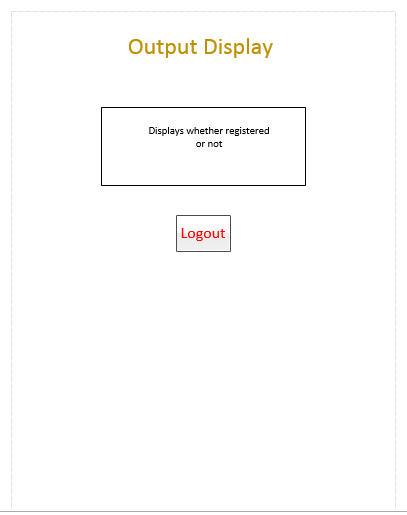 Output Display
Displays whether registered
or not
Logout